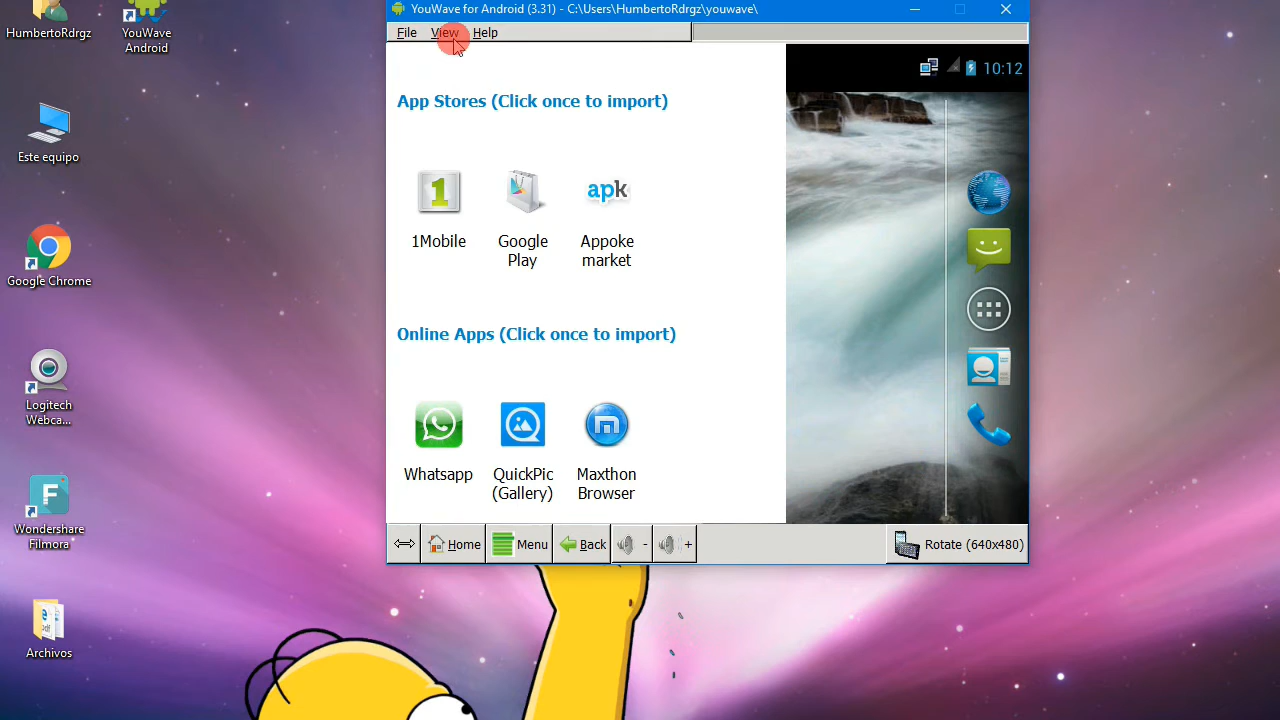 HumbertoRdrgz
YouWave
Android
Este equipo
Google Chrome
Logitech
Webca...
Wondershare
Filmora
Archivos
YouWave for Android (3.31) - C:\Users\HumbertoRdrgz\youwave\
File View Help
10:12
App Stores (Click once to import)
1
apk
1Mobile
Google
Play
Appoke
market
Online Apps (Click once to import)
Whatsapp
QuickPic
(Gallery)
Maxthon
Browser
Home Menu Back - + Rotate (640x480)